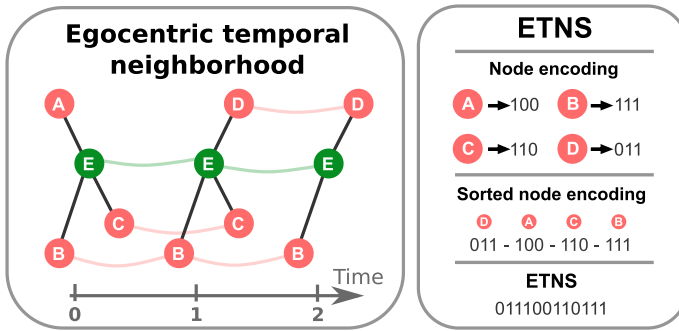 Egocentric temporal
neighborhood
A
D
D
E
E
E
C
C
B
B
B
Time
0
1
2
ETNS
Node encoding
A → 100
B → 111
C → 110
D → 011
Sorted node encoding
D A C B
011 - 100 - 110 - 111
ETNS
011100110111